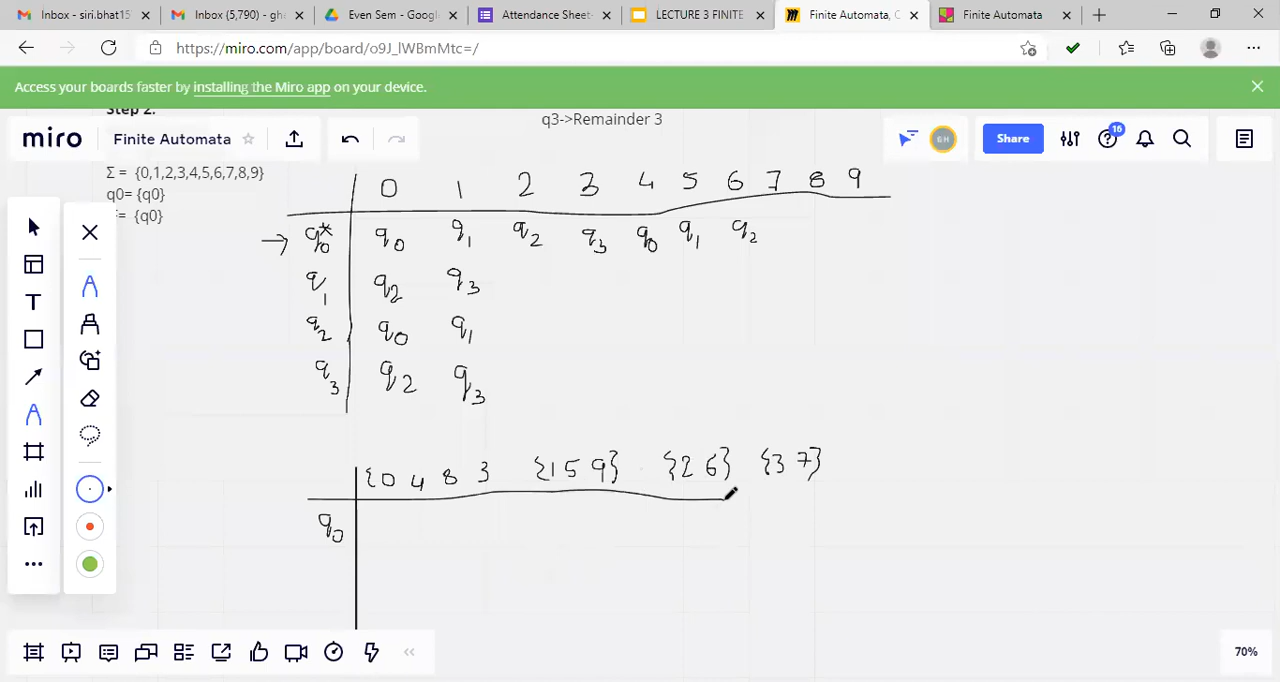 Inbox - siri.bhat15
Inbox (5,790) - gha
Even Sem - Google
Attendance Sheet-
LECTURE 3 FINITE
Finite Automata, C
Finite Automata
https://miro.com/app/board/o9J_lWBmMtc=/
Access your boards faster by installing the Miro app on your device.
Step 2:
q3->Remainder 3
miro
Finite Automata
GH
Share
16
Σ = {0,1,2,3,4,5,6,7,8,9}
q0= {q0}
F= {q0}
0 1 2 3 4 5 6 7 8 9
→ q0* q0 q1 q2 q3 q0 q1 q2
q1 q2 q3
q2 q0 q1
q3 q2 q3
{0 4 8 } {1 5 9} {2 6} {3 7}
q0
70%